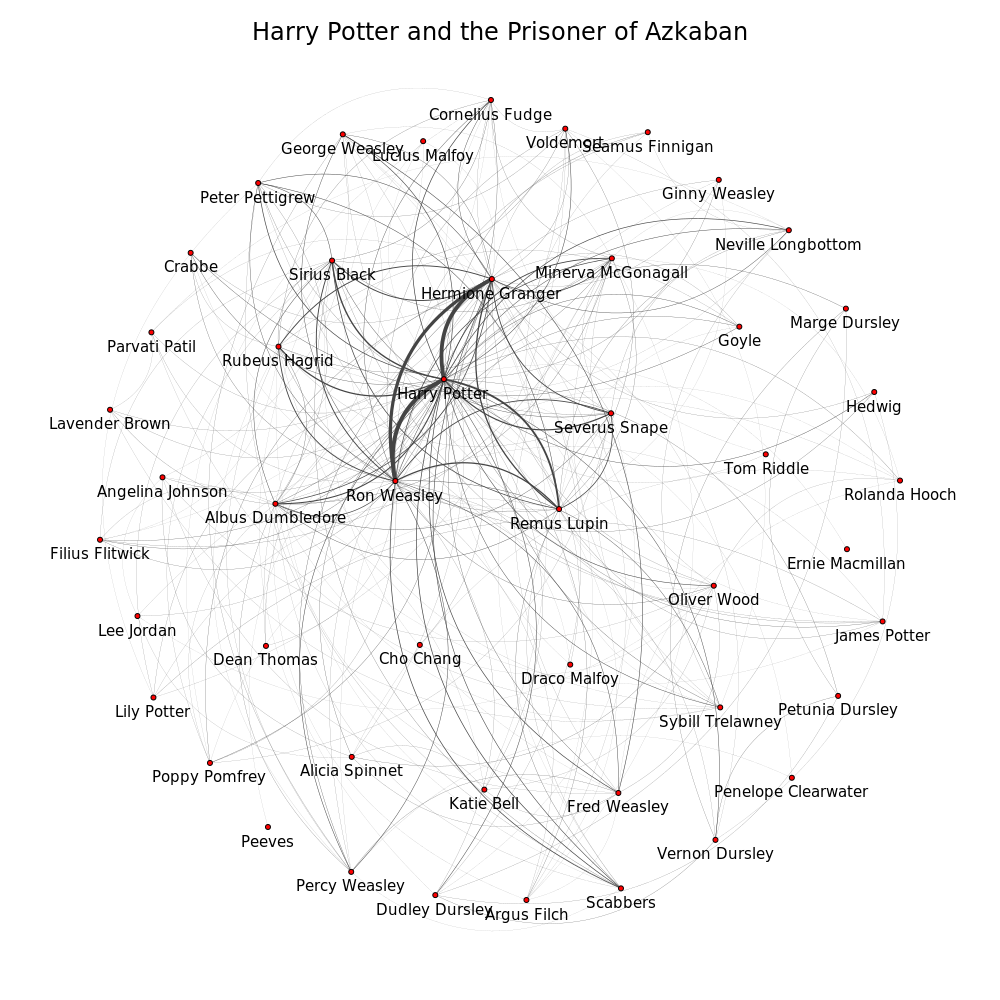 Harry Potter and the Prisoner of Azkaban
Cornelius Fudge
Voldemort
Seamus Finnigan
George Weasley
Lucius Malfoy
Ginny Weasley
Peter Pettigrew
Neville Longbottom
Crabbe
Sirius Black
Minerva McGonagall
Hermione Granger
Marge Dursley
Goyle
Parvati Patil
Rubeus Hagrid
Harry Potter
Hedwig
Lavender Brown
Severus Snape
Tom Riddle
Angelina Johnson
Ron Weasley
Rolanda Hooch
Albus Dumbledore
Remus Lupin
Filius Flitwick
Ernie Macmillan
Oliver Wood
Lee Jordan
James Potter
Dean Thomas
Cho Chang
Draco Malfoy
Lily Potter
Petunia Dursley
Sybill Trelawney
Poppy Pomfrey
Alicia Spinnet
Penelope Clearwater
Katie Bell
Fred Weasley
Peeves
Vernon Dursley
Percy Weasley
Scabbers
Dudley Dursley
Argus Filch